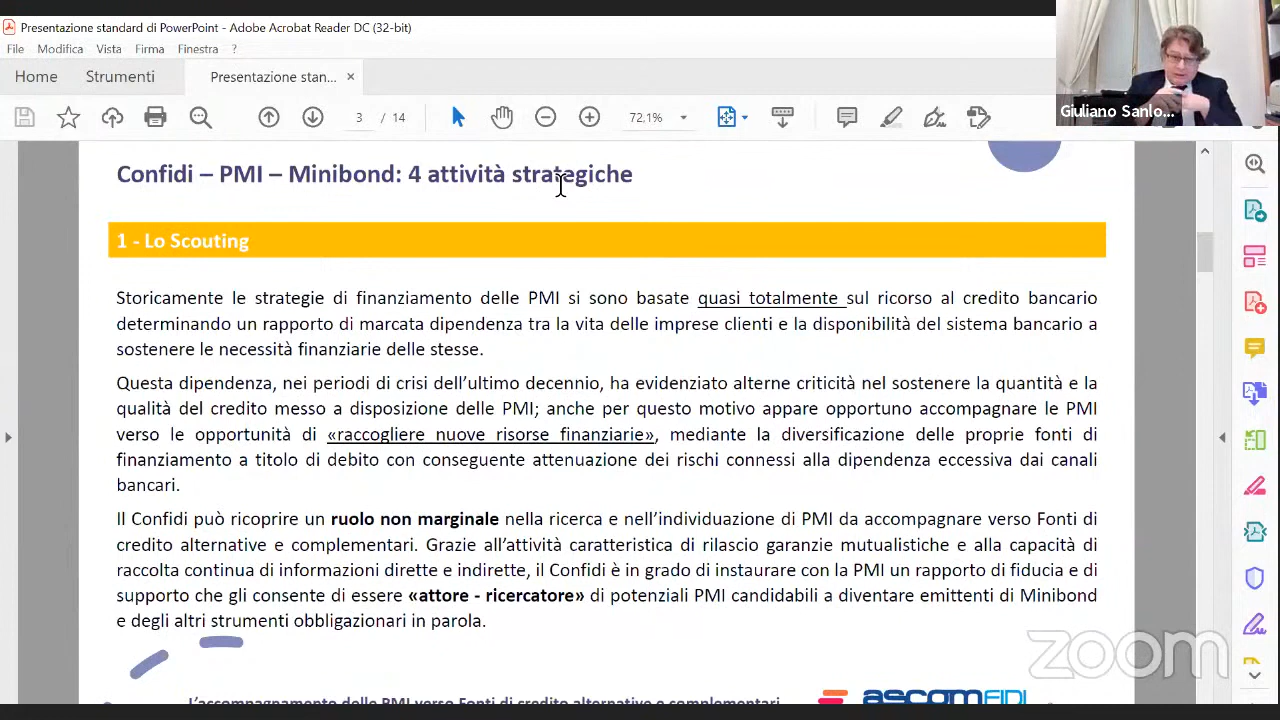 Presentazione standard di PowerPoint - Adobe Acrobat Reader DC (32-bit)
File Modifica Vista Firma Finestra ?
Home Strumenti Presentazione stan... ×
3 / 14 72,1%
Giuliano Sanlo...
Confidi – PMI – Minibond: 4 attività strategiche
1 - Lo Scouting
Storicamente le strategie di finanziamento delle PMI si sono basate quasi totalmente sul ricorso al credito bancario
determinando un rapporto di marcata dipendenza tra la vita delle imprese clienti e la disponibilità del sistema bancario a
sostenere le necessità finanziarie delle stesse.
Questa dipendenza, nei periodi di crisi dell’ultimo decennio, ha evidenziato alterne criticità nel sostenere la quantità e la
qualità del credito messo a disposizione delle PMI; anche per questo motivo appare opportuno accompagnare le PMI
verso le opportunità di «raccogliere nuove risorse finanziarie», mediante la diversificazione delle proprie fonti di
finanziamento a titolo di debito con conseguente attenuazione dei rischi connessi alla dipendenza eccessiva dai canali
bancari.
Il Confidi può ricoprire un ruolo non marginale nella ricerca e nell’individuazione di PMI da accompagnare verso Fonti di
credito alternative e complementari. Grazie all’attività caratteristica di rilascio garanzie mutualistiche e alla capacità di
raccolta continua di informazioni dirette e indirette, il Confidi è in grado di instaurare con la PMI un rapporto di fiducia e di
supporto che gli consente di essere «attore - ricercatore» di potenziali PMI candidabili a diventare emittenti di Minibond
e degli altri strumenti obbligazionari in parola.
zoom
L’accompagnamento delle PMI verso Fonti di credito alternative e complementari
ascomFIDI